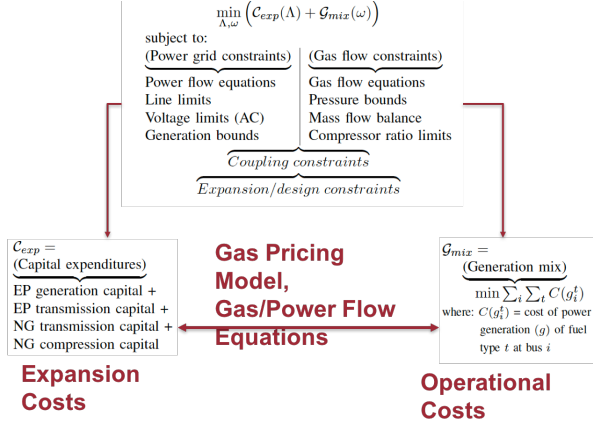 min_{Λ,ω} (𝒞_{exp}(Λ) + 𝒢_{mix}(ω))
subject to:
(Power grid constraints)
Power flow equations
Line limits
Voltage limits (AC)
Generation bounds
(Gas flow constraints)
Gas flow equations
Pressure bounds
Mass flow balance
Compressor ratio limits
Coupling constraints
Expansion/design constraints
𝒞_{exp} =
(Capital expenditures)
EP generation capital +
EP transmission capital +
NG transmission capital +
NG compression capital
Expansion
Costs
Gas Pricing
Model,
Gas/Power Flow
Equations
𝒢_{mix} =
(Generation mix)
min ∑_i ∑_t C(g_i^t)
where: C(g_i^t) = cost of power
generation (g) of fuel
type t at bus i
Operational
Costs